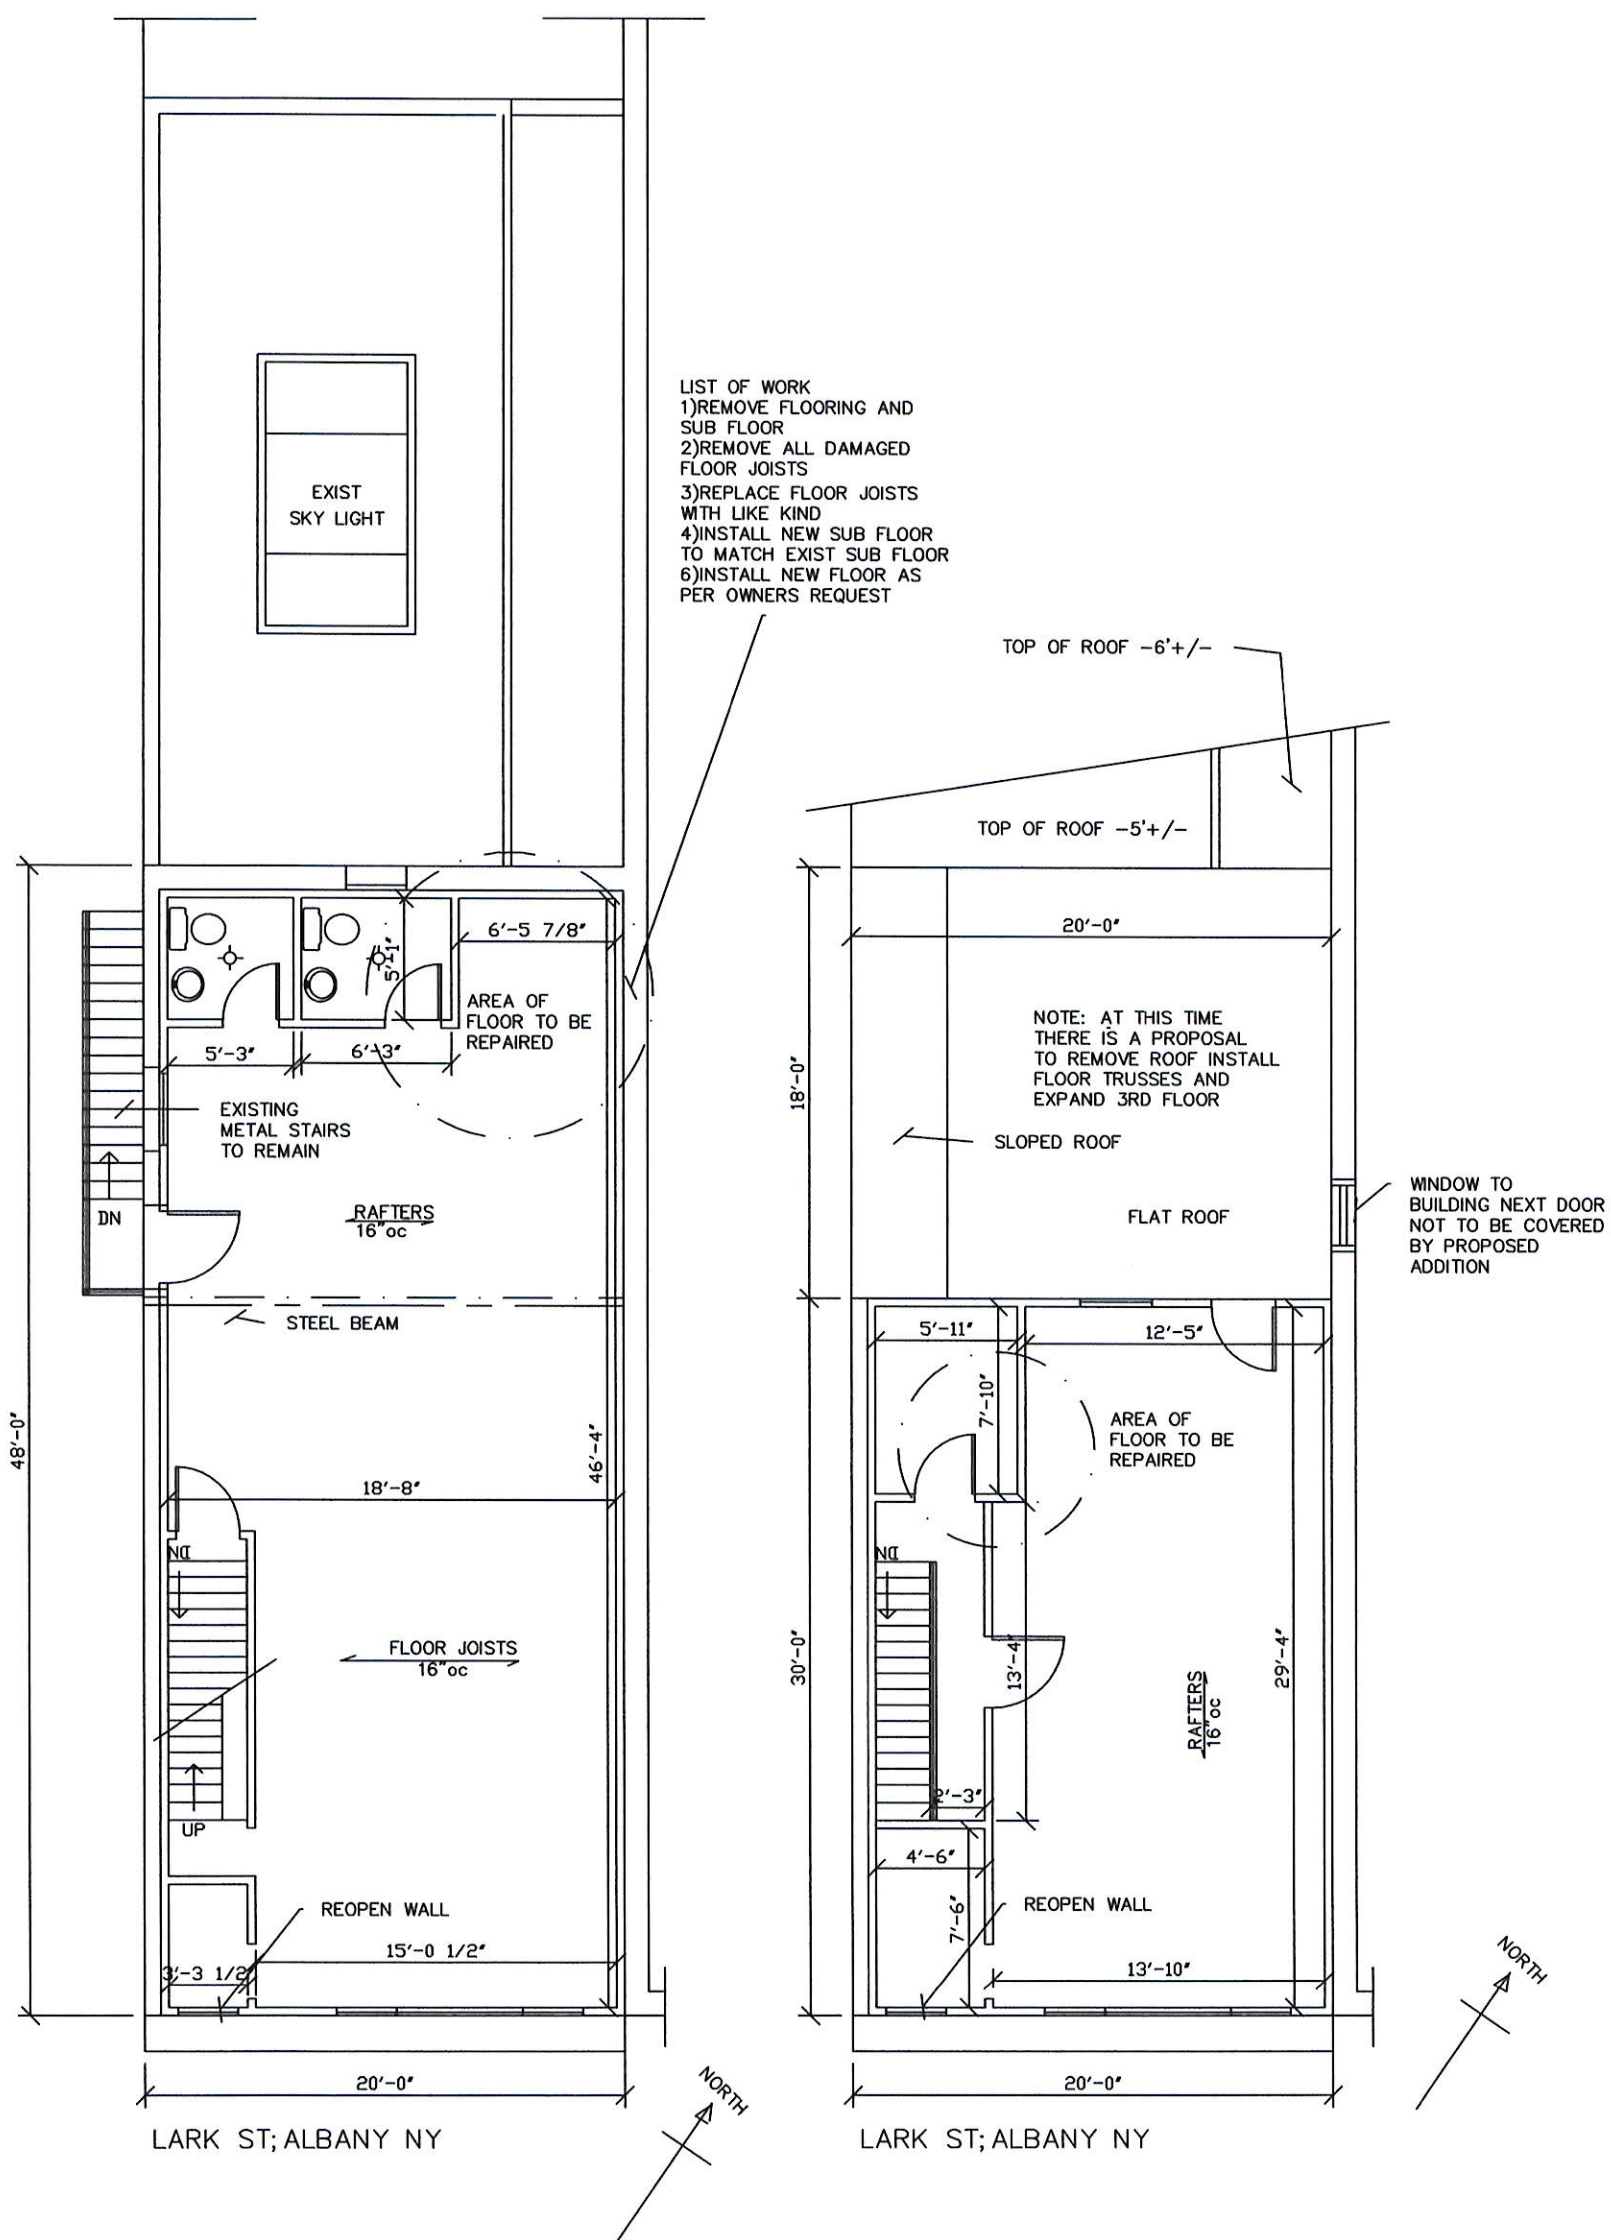 EXIST
SKY LIGHT
LIST OF WORK
1)REMOVE FLOORING AND
SUB FLOOR
2)REMOVE ALL DAMAGED
FLOOR JOISTS
3)REPLACE FLOOR JOISTS
WITH LIKE KIND
4)INSTALL NEW SUB FLOOR
TO MATCH EXIST SUB FLOOR
6)INSTALL NEW FLOOR AS
PER OWNERS REQUEST
6'-5 7/8"
5'-1"
AREA OF
FLOOR TO BE
REPAIRED
5'-3"
6'-3"
EXISTING
METAL STAIRS
TO REMAIN
DN
RAFTERS
16"oc
STEEL BEAM
48'-0"
46'-4"
18'-8"
DN
FLOOR JOISTS
16"oc
UP
REOPEN WALL
15'-0 1/2"
3'-3 1/2
20'-0"
NORTH
LARK ST; ALBANY NY
TOP OF ROOF -6'+/-
TOP OF ROOF -5'+/-
20'-0"
18'-0"
NOTE: AT THIS TIME
THERE IS A PROPOSAL
TO REMOVE ROOF INSTALL
FLOOR TRUSSES AND
EXPAND 3RD FLOOR
SLOPED ROOF
FLAT ROOF
WINDOW TO
BUILDING NEXT DOOR
NOT TO BE COVERED
BY PROPOSED
ADDITION
5'-11"
12'-5"
7'-10"
AREA OF
FLOOR TO BE
REPAIRED
DN
30'-0"
13'-4"
29'-4"
RAFTERS
16"oc
2'-3"
4'-6"
7'-6"
REOPEN WALL
13'-10"
20'-0"
NORTH
LARK ST; ALBANY NY